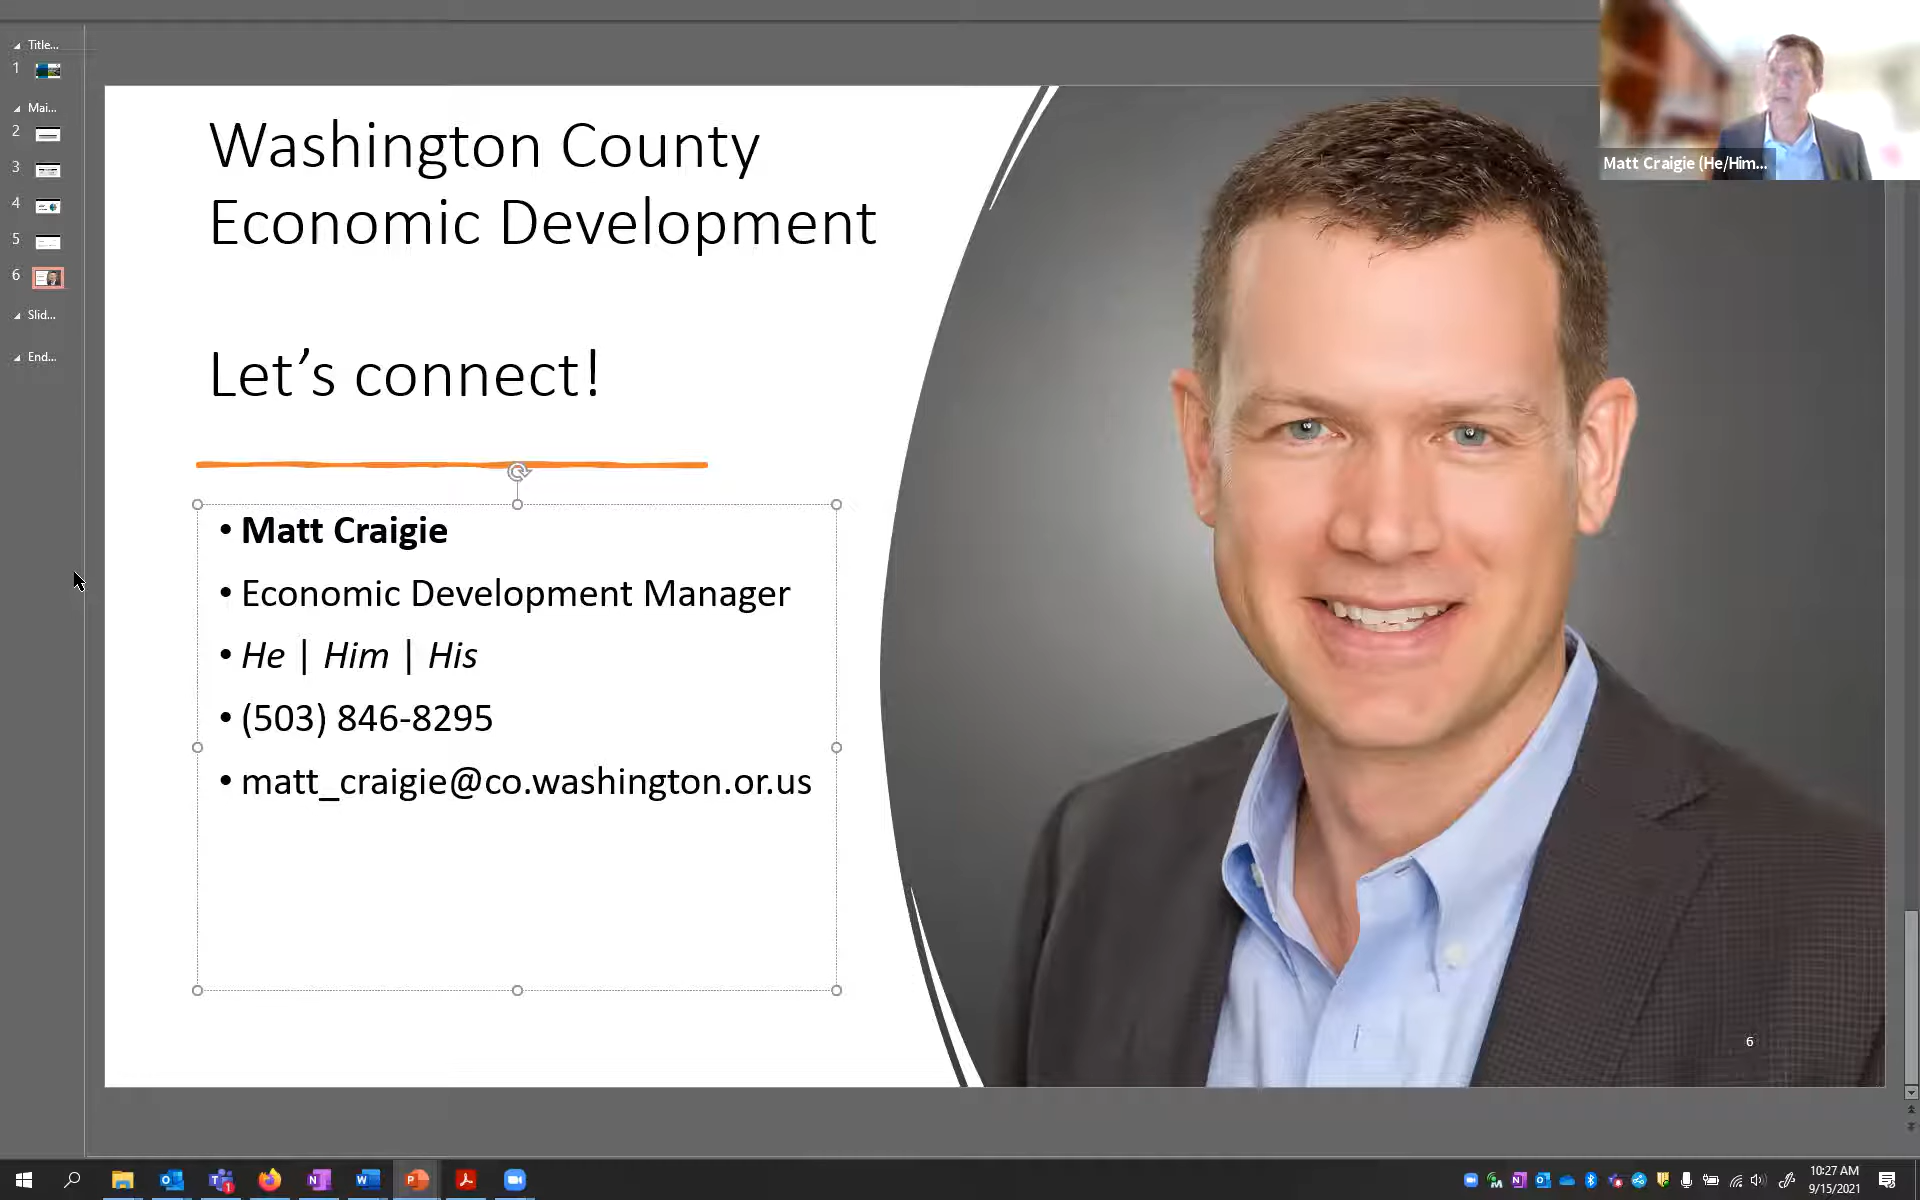 Title...
1
Mai...
2
3
4
5
6
Slid...
End...
Washington County
Economic Development
Let’s connect!
• Matt Craigie
• Economic Development Manager
• He | Him | His
• (503) 846-8295
• matt_craigie@co.washington.or.us
6
Matt Craigie (He/Him...
10:27 AM
9/15/2021